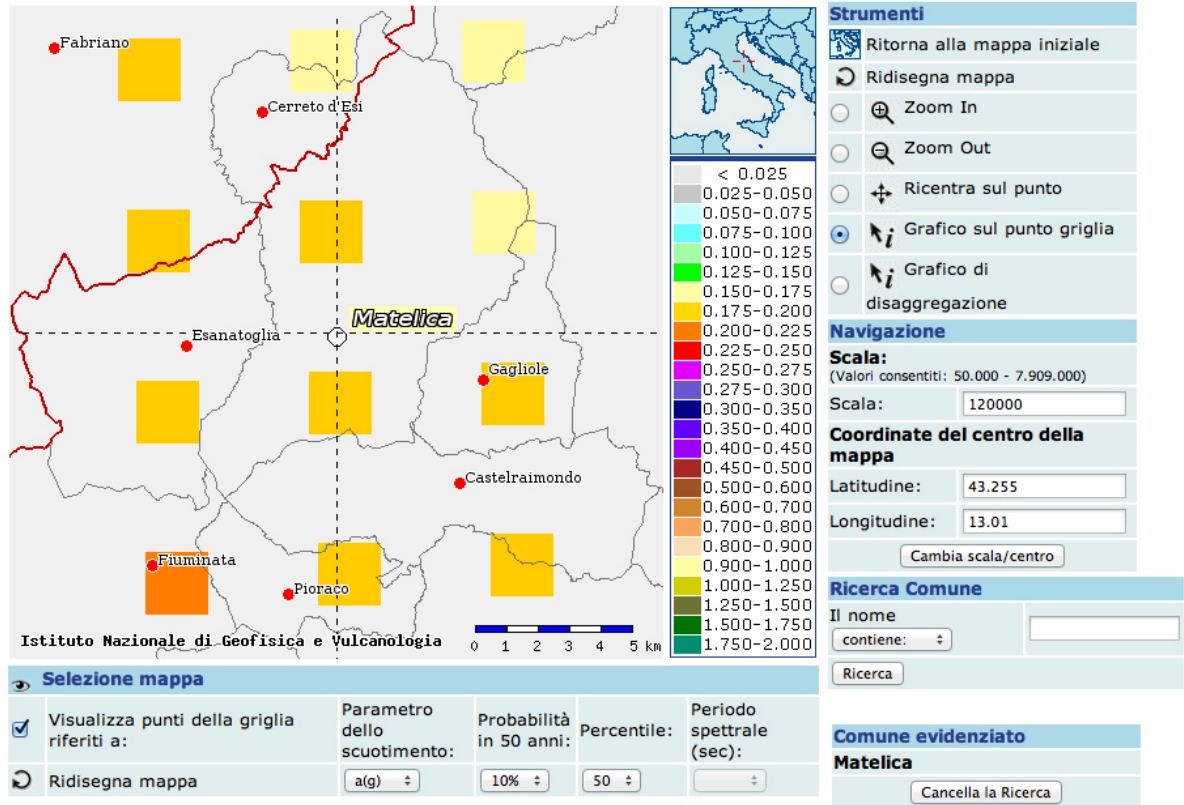 Fabriano
Cerreto d'Esi
Matelica
Esanatoglia
Gagliole
Castelraimondo
Fiuminata
Pioraco
Istituto Nazionale di Geofisica e Vulcanologia
0 1 2 3 4 5 km
< 0.025
0.025-0.050
0.050-0.075
0.075-0.100
0.100-0.125
0.125-0.150
0.150-0.175
0.175-0.200
0.200-0.225
0.225-0.250
0.250-0.275
0.275-0.300
0.300-0.350
0.350-0.400
0.400-0.450
0.450-0.500
0.500-0.600
0.600-0.700
0.700-0.800
0.800-0.900
0.900-1.000
1.000-1.250
1.250-1.500
1.500-1.750
1.750-2.000
Strumenti
Ritorna alla mappa iniziale
Ridisegna mappa
Zoom In
Zoom Out
Ricentra sul punto
Grafico sul punto griglia
Grafico di
disaggregazione
Navigazione
Scala:
(Valori consentiti: 50.000 - 7.909.000)
Scala: 120000
Coordinate del centro della
mappa
Latitudine: 43.255
Longitudine: 13.01
Cambia scala/centro
Ricerca Comune
Il nome
contiene:
Ricerca
Comune evidenziato
Matelica
Cancella la Ricerca
Selezione mappa
Visualizza punti della griglia
riferiti a:
Parametro
dello
scuotimento:
Probabilità
in 50 anni:
Percentile:
Periodo
spettrale
(sec):
Ridisegna mappa
a(g)
10%
50